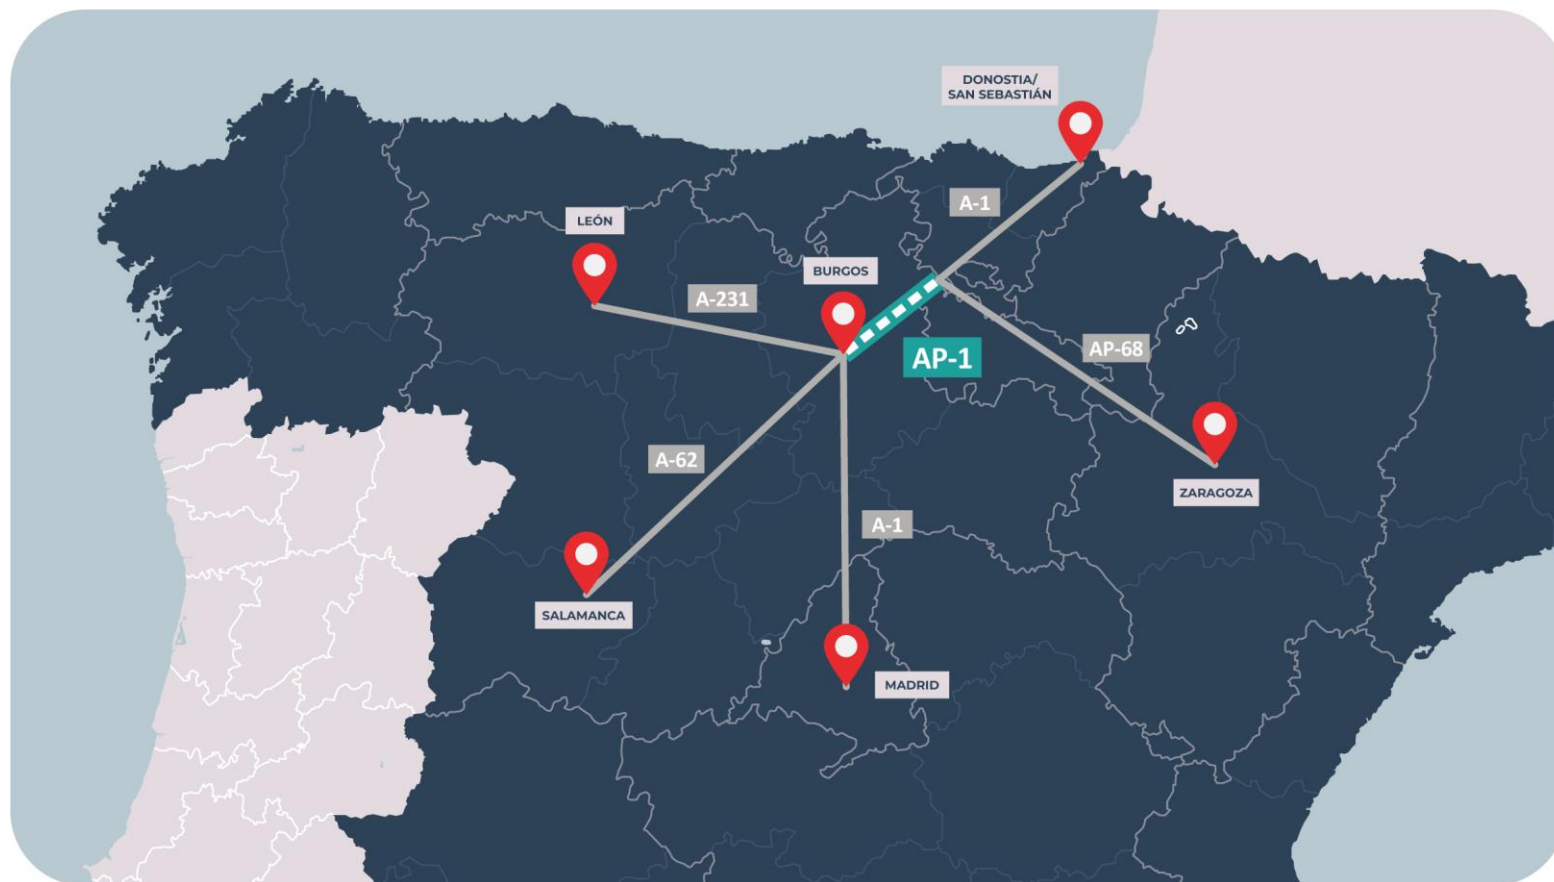 DONOSTIA/
SAN SEBASTIÁN
A-1
LEÓN
BURGOS
A-231
AP-1
AP-68
A-62
ZARAGOZA
A-1
SALAMANCA
MADRID